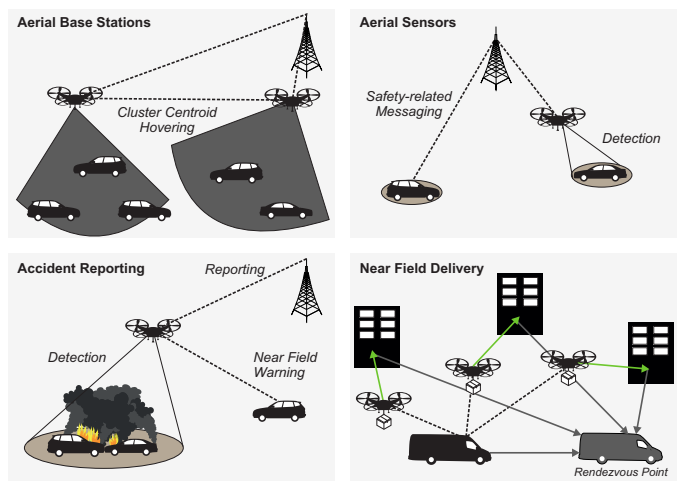 Aerial Base Stations
Cluster Centroid
Hovering
Aerial Sensors
Safety-related
Messaging
Detection
Accident Reporting
Reporting
Detection
Near Field
Warning
Near Field Delivery
Rendezvous Point